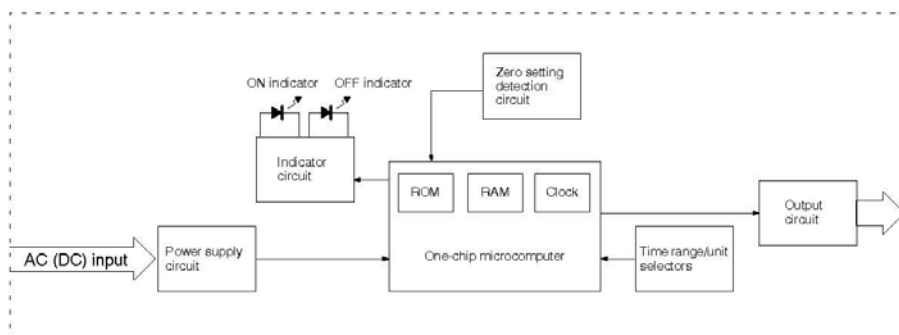 ON indicator
OFF indicator
Zero setting
detection
circuit
Indicator
circuit
ROM
RAM
Clock
Output
circuit
AC (DC) input
Power supply
circuit
One-chip microcomputer
Time range/unit
selectors